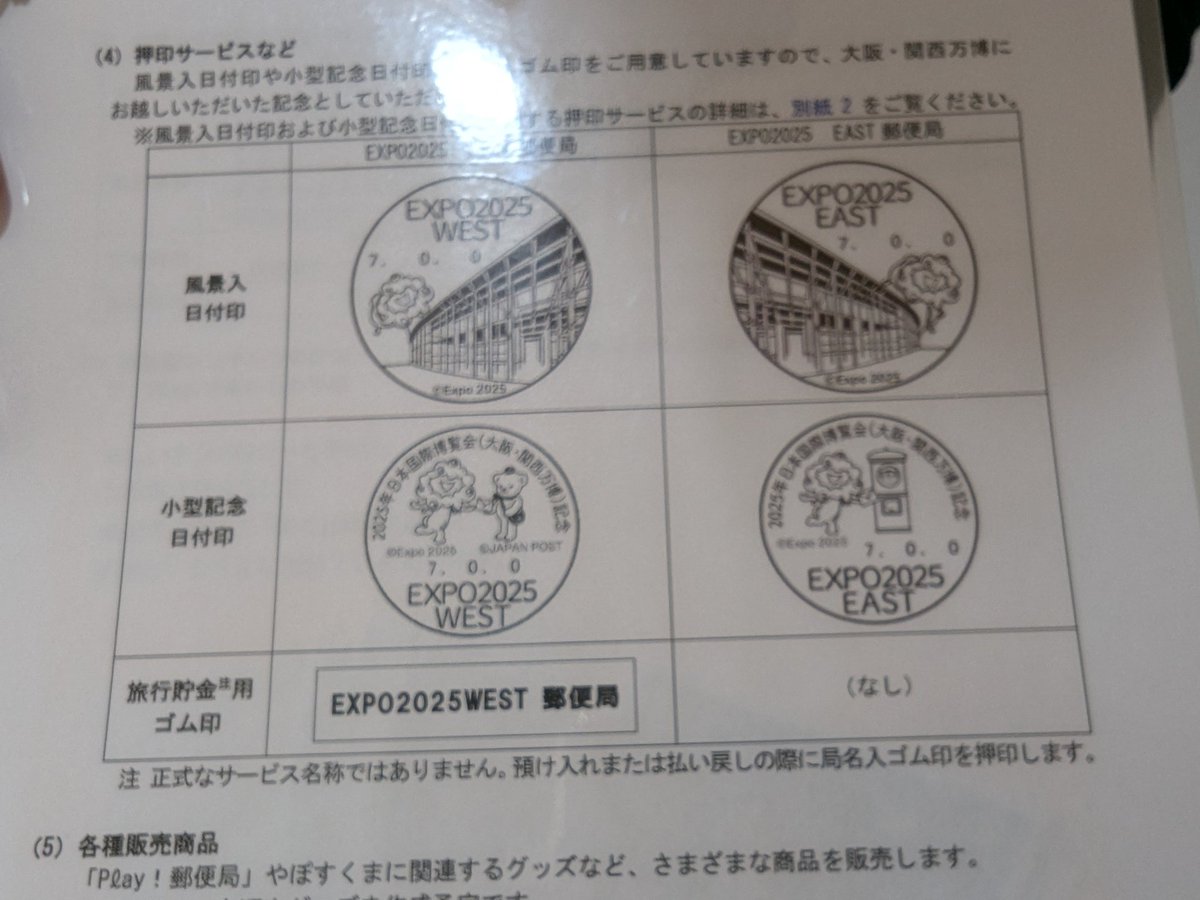 (4) 押印サービスなど
風景入日付印や小型記念日付印 ゴム印をご用意していますので、大阪・関西万博に
お越しいただいた記念としていただ
※風景入日付印および小型記念日 する押印サービスの詳細は、別紙 2 をご覧ください。
EXPO2025 郵便局
EXPO2025 EAST 郵便局
風景入
日付印
EXPO2025
WEST
7. 0. 0
©Expo 2025
EXPO2025
EAST
7. 0. 0
©Expo 2025
小型記念
日付印
2025年日本国際博覧会(大阪・関西万博)記念
©Expo 2025 ©JAPAN POST
7. 0. 0
EXPO2025
WEST
2025年日本国際博覧会(大阪・関西万博)記念
©Expo 2025
7. 0. 0
EXPO2025
EAST
旅行貯金注用
ゴム印
EXPO2025WEST 郵便局
(なし)
注 正式なサービス名称ではありません。預け入れまたは払い戻しの際に局名入ゴム印を押印します。
(5) 各種販売商品
「Play!郵便局」やぽすくまに関連するグッズなど、さまざまな商品を販売します。